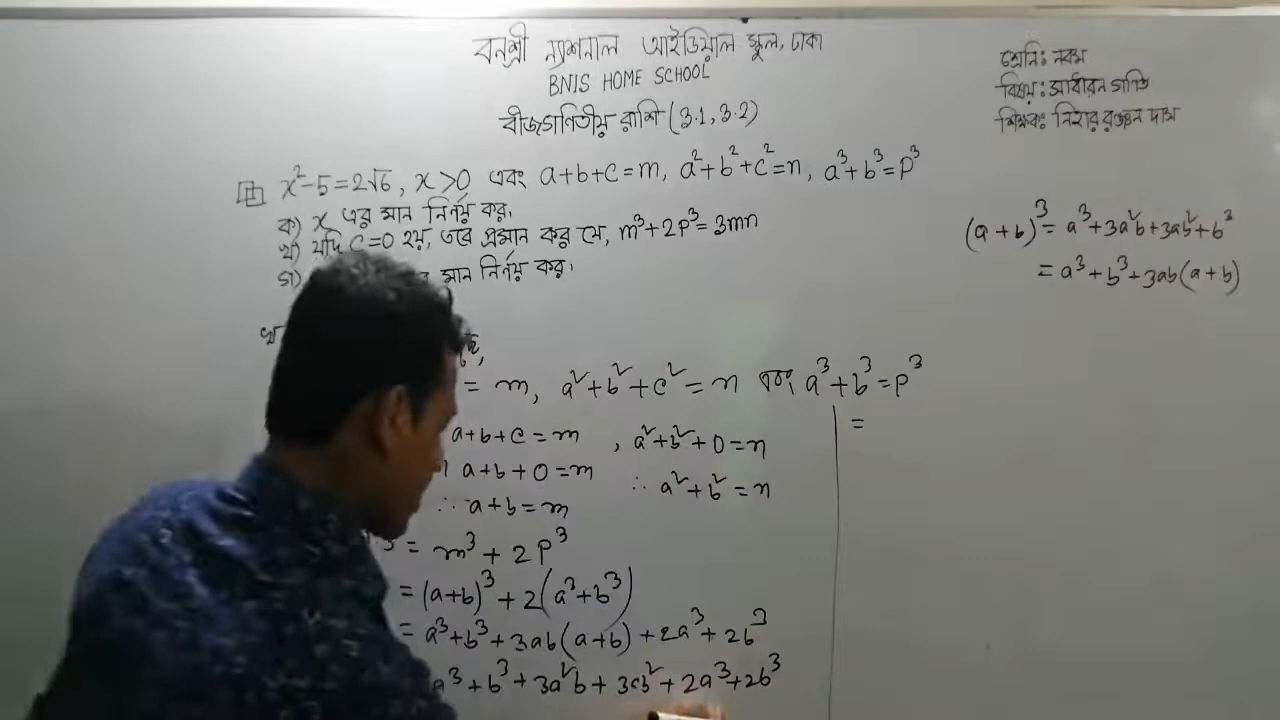 বনশ্রী ন্যাশনাল আইডিয়াল স্কুল, ঢাকা
BNIS HOME SCHOOL
বীজগণিতীয় রাশি (3.1, 3.2)
শ্রেনি: নবম
বিষয়: সাধারন গণিত
শিক্ষক: নিহার রঞ্জন দাস
x²-5=2√6, x>0 এবং a+b+c=m, a²+b²+c²=n, a³+b³=p³
ক) x এর মান নির্ণয় কর।
খ) যদি c=0 হয়, তবে প্রমান কর যে, m³+2p³=3mn
গ) মান নির্ণয় কর।
(a+b)³= a³+3a²b+3ab²+b³
= a³+b³+3ab(a+b)
খ
= m, a²+b²+c²=n এবং a³+b³=p³
a+b+c=m , a²+b²+0=n
a+b+0=m ∴ a²+b²=n
∴ a+b=m
=
= m³+2p³
= (a+b)³+2(a³+b³)
= a³+b³+3ab(a+b)+2a³+2b³
a³+b³+3a²b+3ab²+2a³+2b³